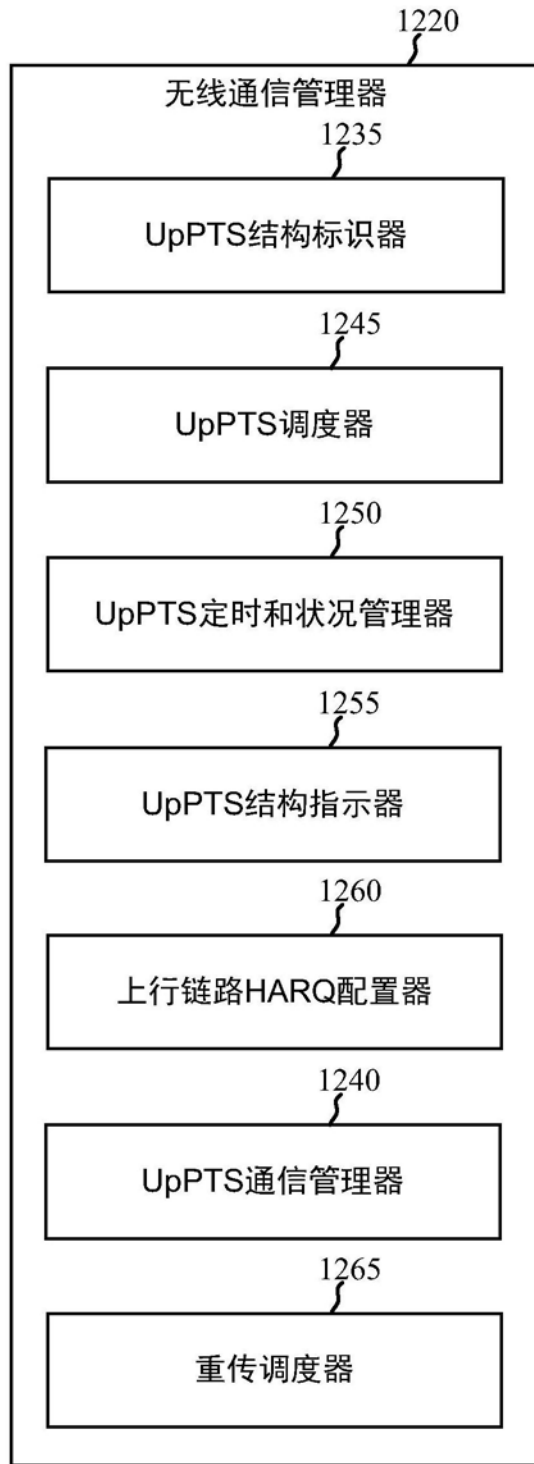 1220
无线通信管理器
1235
UpPTS结构标识器
1245
UpPTS调度器
1250
UpPTS定时和状况管理器
1255
UpPTS结构指示器
1260
上行链路HARQ配置器
1240
UpPTS通信管理器
1265
重传调度器